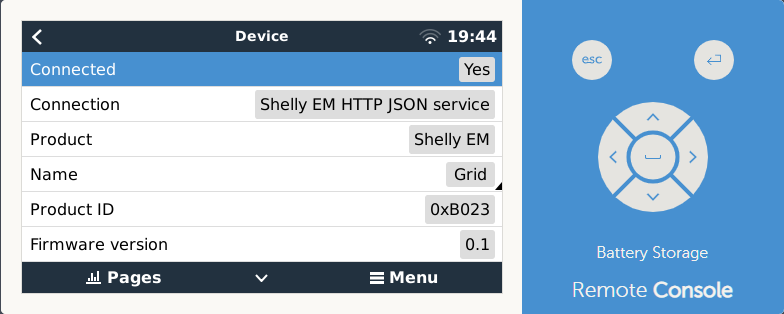 Device 19:44
Connected Yes
Connection Shelly EM HTTP JSON service
Product Shelly EM
Name Grid
Product ID 0xB023
Firmware version 0.1
Pages Menu
esc
Battery Storage
Remote Console